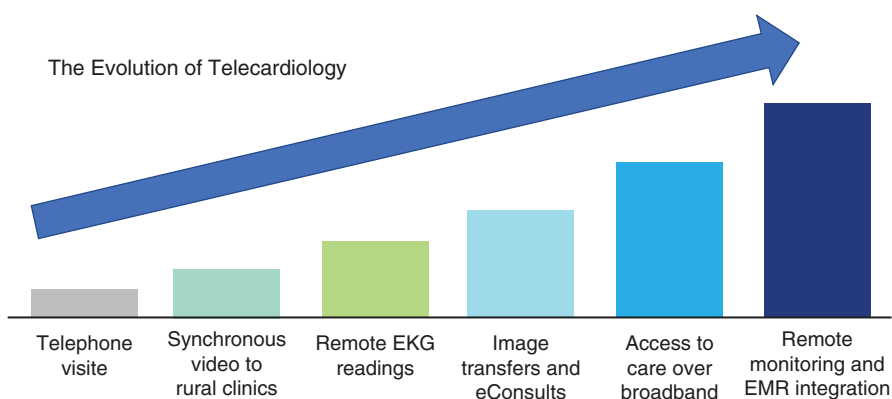 The Evolution of Telecardiology
Telephone
visite
Synchronous
video to
rural clinics
Remote EKG
readings
Image
transfers and
eConsults
Access to
care over
broadband
Remote
monitoring and
EMR integration